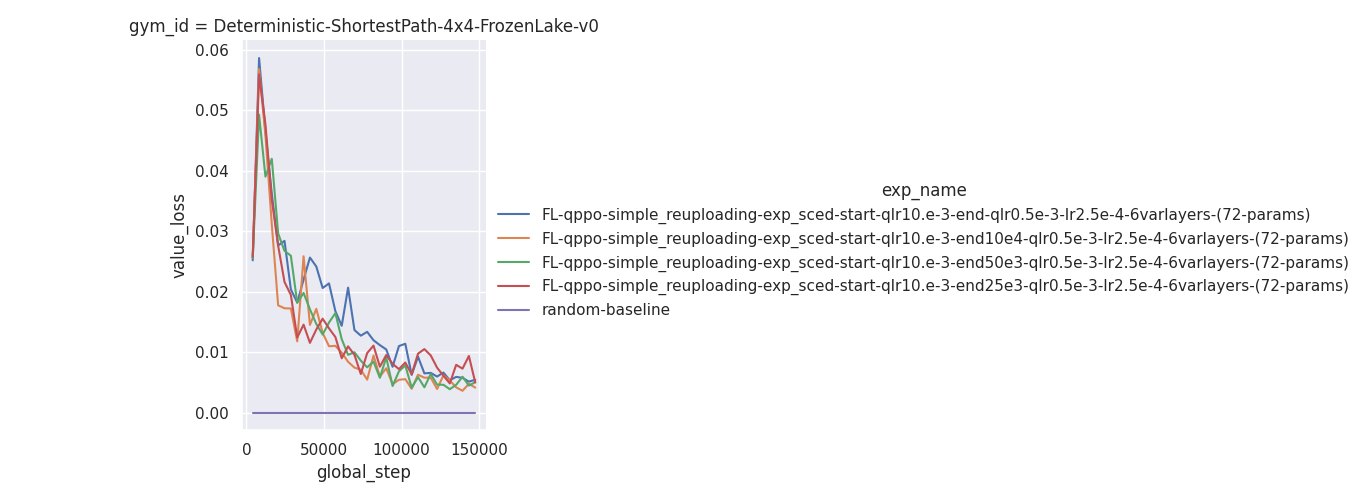 gym_id = Deterministic-ShortestPath-4x4-FrozenLake-v0
0.06
0.05
0.04
0.03
0.02
0.01
0.00
value_loss
0
50000
100000
150000
global_step
exp_name
FL-qppo-simple_reuploading-exp_sced-start-qlr10.e-3-end-qlr0.5e-3-lr2.5e-4-6varlayers-(72-params)
FL-qppo-simple_reuploading-exp_sced-start-qlr10.e-3-end10e4-qlr0.5e-3-lr2.5e-4-6varlayers-(72-params)
FL-qppo-simple_reuploading-exp_sced-start-qlr10.e-3-end50e3-qlr0.5e-3-lr2.5e-4-6varlayers-(72-params)
FL-qppo-simple_reuploading-exp_sced-start-qlr10.e-3-end25e3-qlr0.5e-3-lr2.5e-4-6varlayers-(72-params)
random-baseline